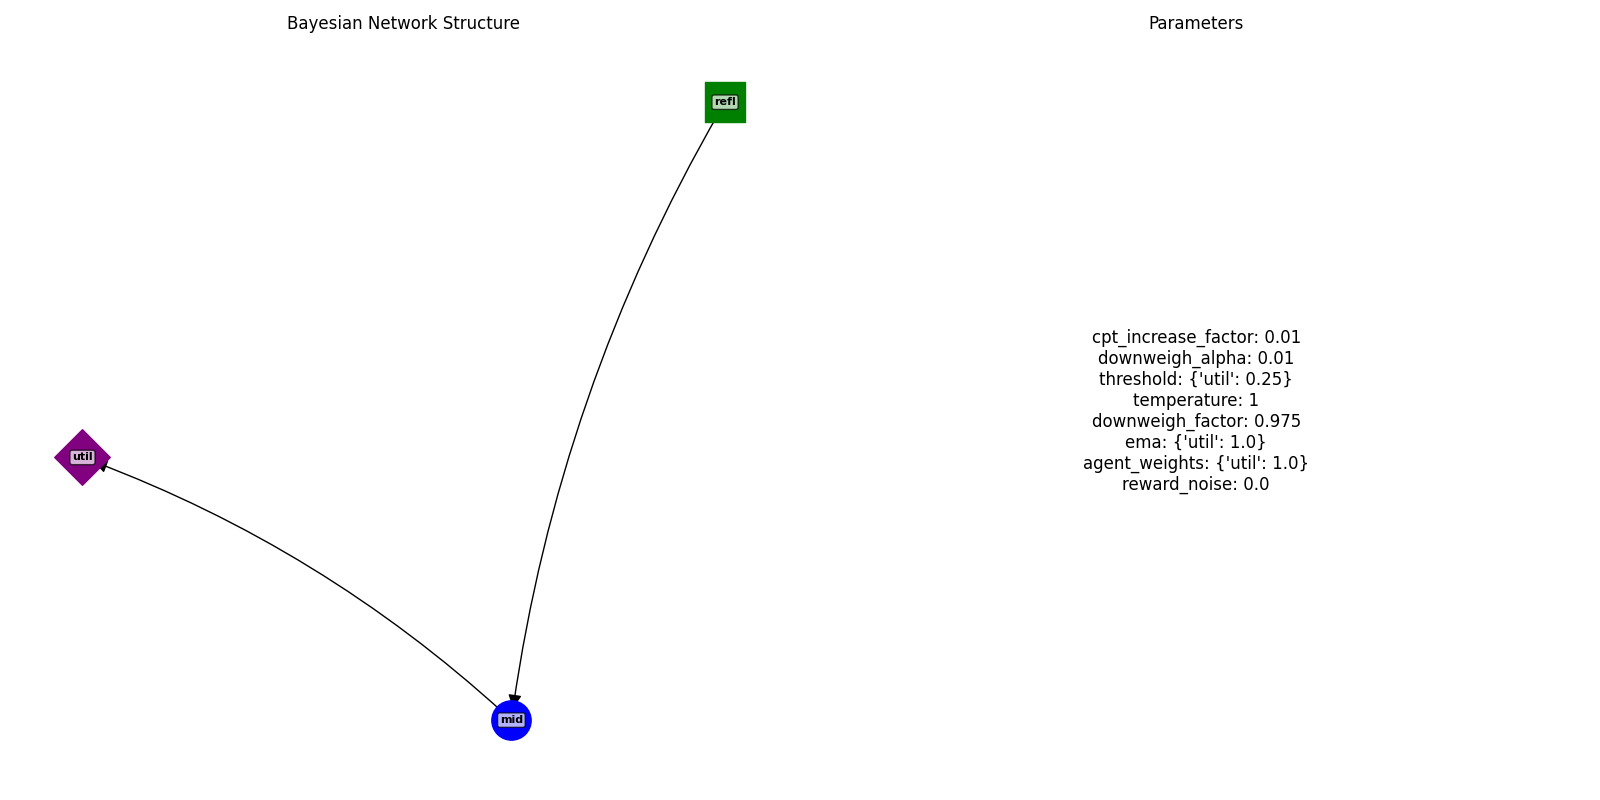 Bayesian Network Structure
Parameters
refl
cpt_increase_factor: 0.01
downweigh_alpha: 0.01
threshold: {'util': 0.25}
temperature: 1
downweigh_factor: 0.975
ema: {'util': 1.0}
agent_weights: {'util': 1.0}
reward_noise: 0.0
util
mid